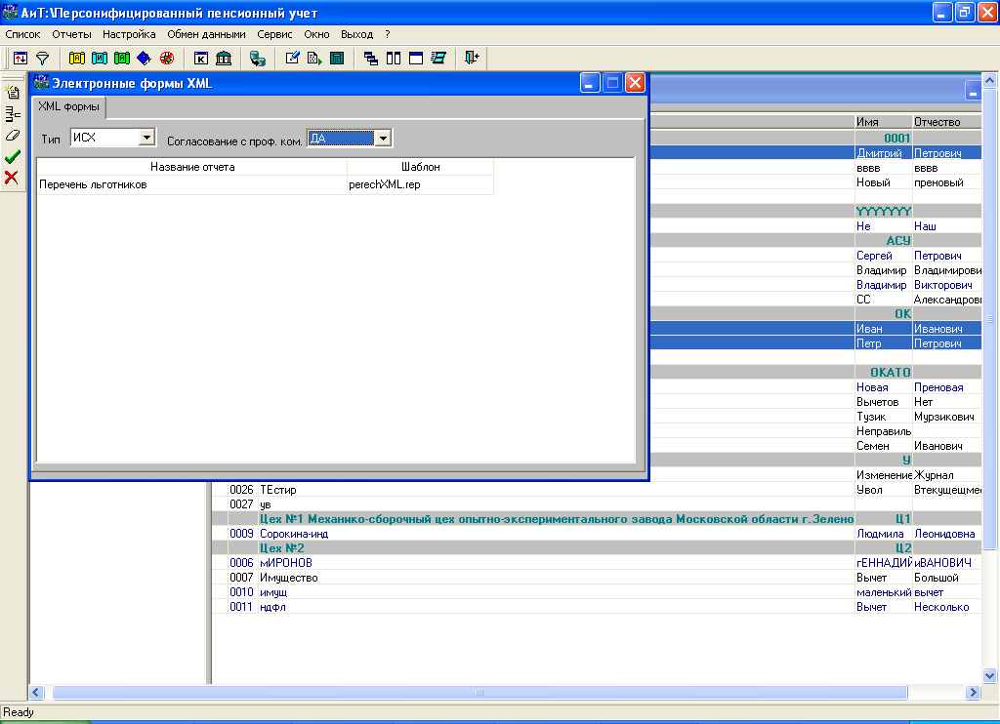 АиТ:\Персонифицированный пенсионный учет
Список Отчеты Настройка Обмен данными Сервис Окно Выход ?
Электронные формы XML
XML формы
Тип ИСХ Согласование с проф. ком. ДА
Название отчета Шаблон
Перечень льготников perechXML.rep
Имя Отчество
0001
Дмитрий Петрович
вввв вввв
Новый преновый
YYYYYYY
Не Наш
АСУ
Сергей Петрович
Владимир Владимирови
Владимир Викторович
СС Александров
ОК
Иван Иванович
Петр Петрович
ОКАТО
Новая Преновая
Вычетов Нет
Тузик Мурзикович
Неправиль
Семен Иванович
У
Изменение Журнал
0026 ТЕстир Увол Втекущещмес
0027 ув
Цех №1 Механико-сборочный цех опытно-экспериментального завода Московской области г.Зелено Ц1
0009 Сорокина-инд Людмила Леонидовна
Цех №2 Ц2
0006 мИРОНОВ гЕННАДИЙ иВАНОВИЧ
0007 Имущество Вычет Большой
0010 имущ маленький вычет
0011 ндфл Вычет Несколько
Ready